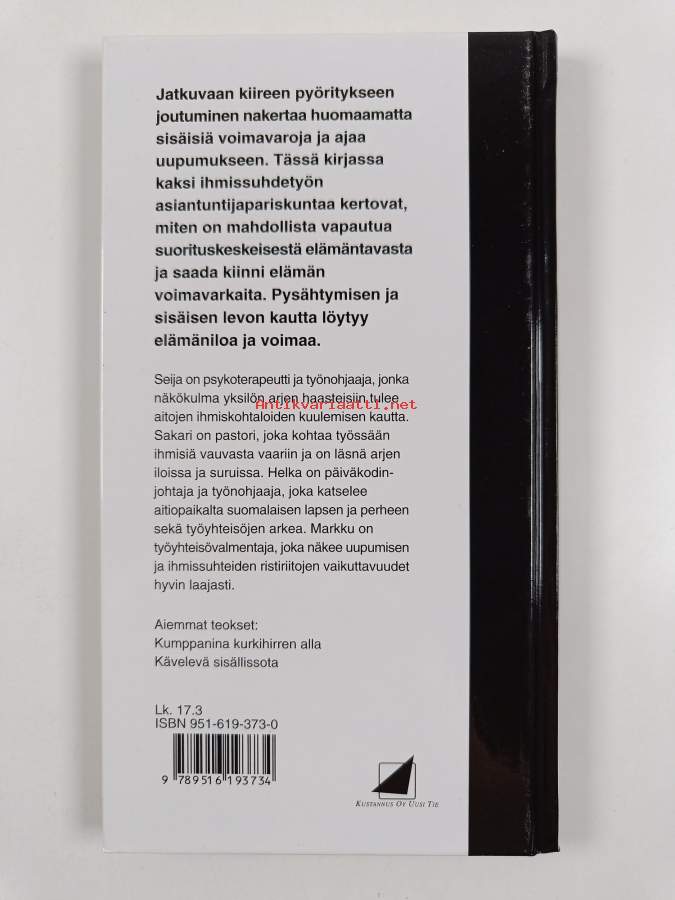 Jatkuvaan kiireen pyöritykseen
joutuminen nakertaa huomaamatta
sisäisiä voimavaroja ja ajaa
uupumukseen. Tässä kirjassa
kaksi ihmissuhdetyön
asiantuntijapariskuntaa kertovat,
miten on mahdollista vapautua
suorituskeskeisestä elämäntavasta
ja saada kiinni elämän
voimavarkaita. Pysähtymisen ja
sisäisen levon kautta löytyy
elämäniloa ja voimaa.
Seija on psykoterapeutti ja työnohjaaja, jonka
näkökulma yksilön arjen haasteisiin tulee
Antikvariaatti.net
aitojen ihmiskohtaloiden kuulemisen kautta.
Sakari on pastori, joka kohtaa työssään
ihmisiä vauvasta vaariin ja on läsnä arjen
iloissa ja suruissa. Helka on päiväkodin-
johtaja ja työnohjaaja, joka katselee
aitiopaikalta suomalaisen lapsen ja perheen
sekä työyhteisöjen arkea. Markku on
työyhteisövalmentaja, joka näkee uupumisen
ja ihmissuhteiden ristiriitojen vaikuttavuudet
hyvin laajasti.
Aiemmat teokset:
Kumppanina kurkihirren alla
Kävelevä sisällissota
Lk. 17.3
ISBN 951-619-373-0
9 789516 193734
Kustannus Oy Uusi Tie